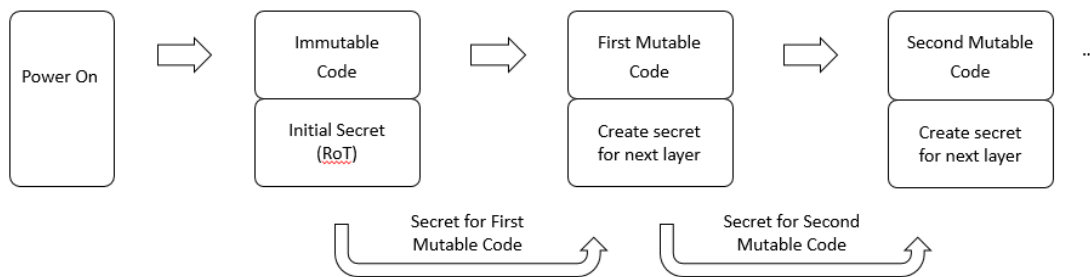 Power On
Immutable
Code
Initial Secret
(RoT)
First Mutable
Code
Create secret
for next layer
Second Mutable
Code
Create secret
for next layer
..
Secret for First
Mutable Code
Secret for Second
Mutable Code